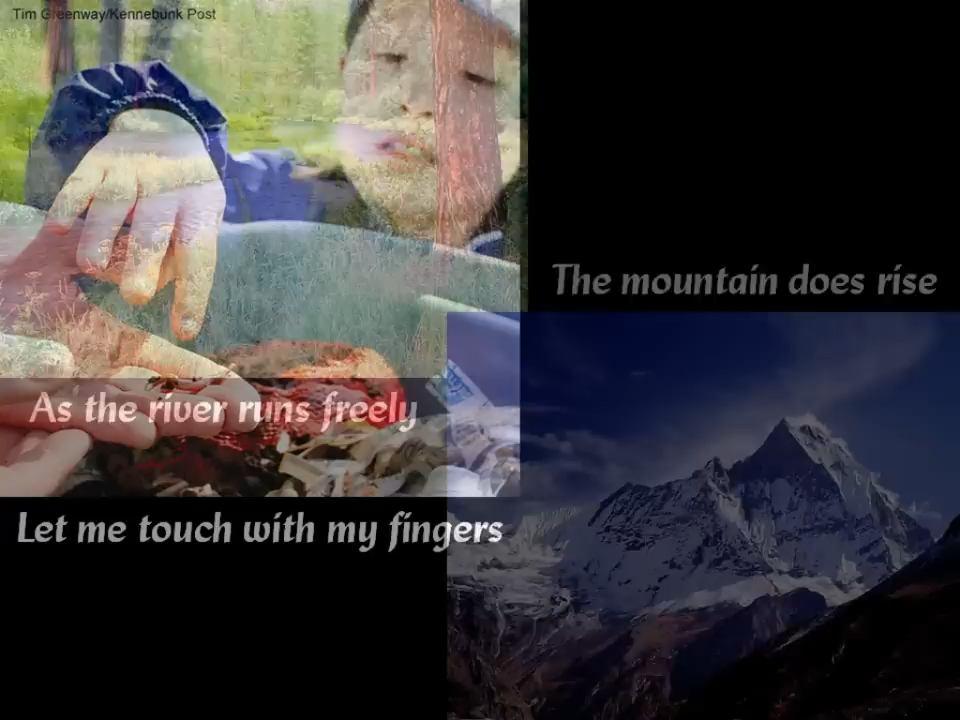 Tim Greenway/Kennebunk Post
The mountain does rise
As the river runs freely
Let me touch with my fingers